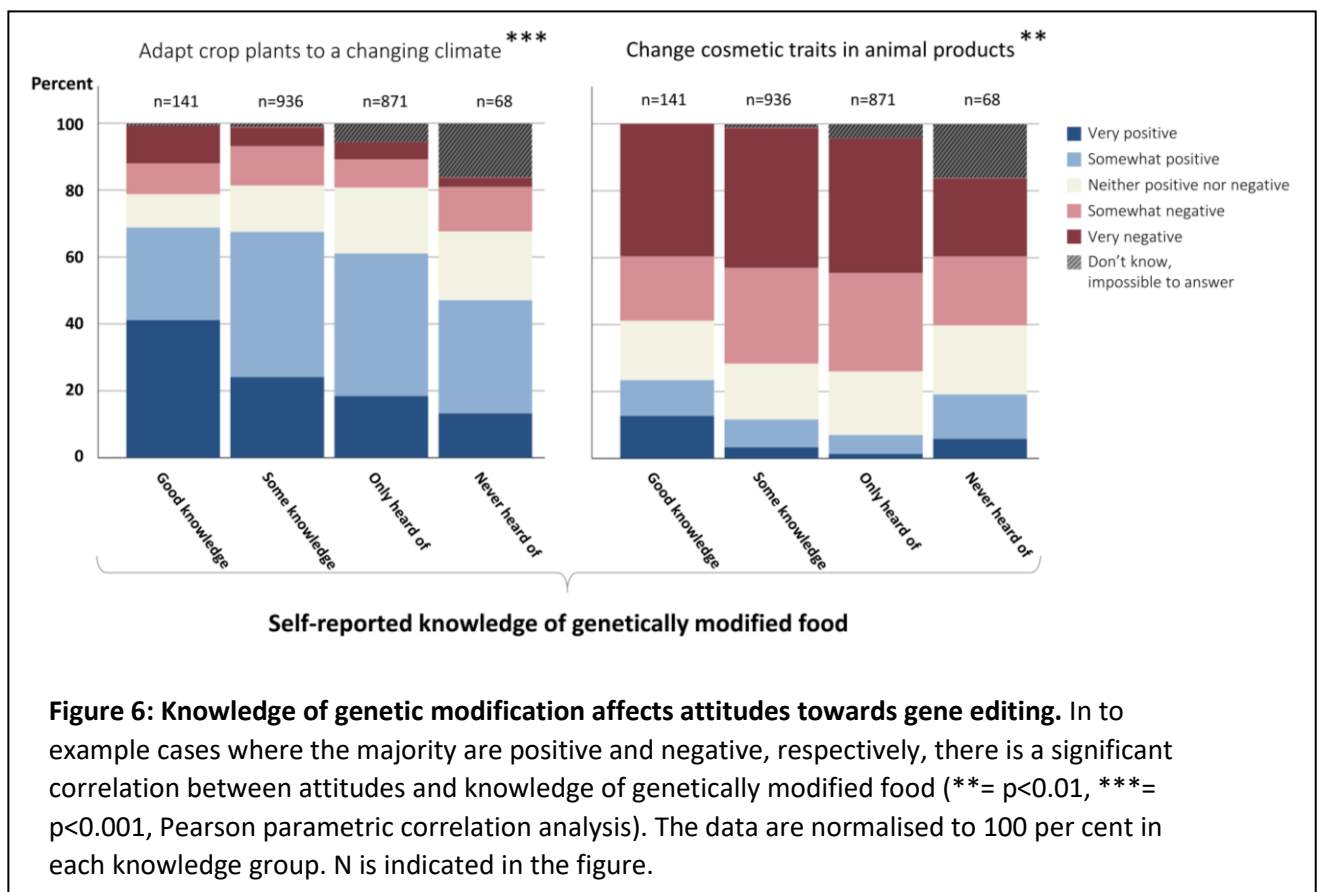 Adapt crop plants to a changing climate ***
Change cosmetic traits in animal products **
Percent
n=141 n=936 n=871 n=68
n=141 n=936 n=871 n=68
100
80
60
40
20
0
Very positive
Somewhat positive
Neither positive nor negative
Somewhat negative
Very negative
Don't know,
impossible to answer
Good knowledge
Some knowledge
Only heard of
Never heard of
Good knowledge
Some knowledge
Only heard of
Never heard of
Self-reported knowledge of genetically modified food
Figure 6: Knowledge of genetic modification affects attitudes towards gene editing. In to
example cases where the majority are positive and negative, respectively, there is a significant
correlation between attitudes and knowledge of genetically modified food (**= p<0.01, ***=
p<0.001, Pearson parametric correlation analysis). The data are normalised to 100 per cent in
each knowledge group. N is indicated in the figure.